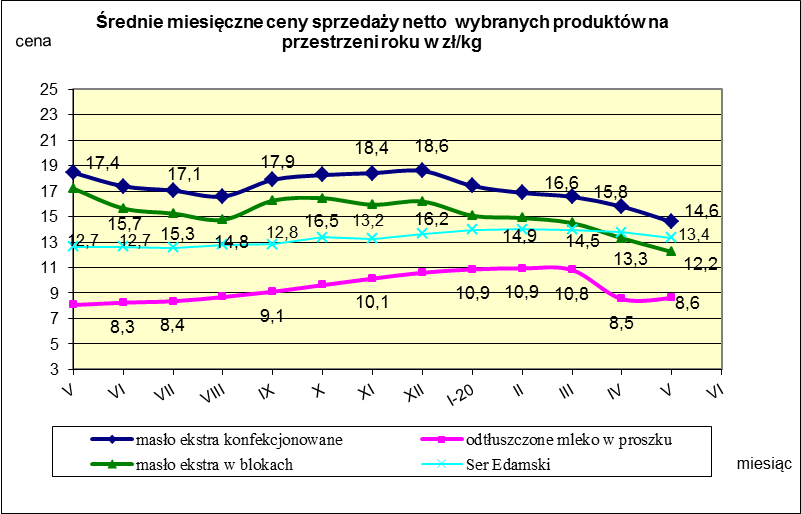 Średnie miesięczne ceny sprzedaży netto wybranych produktów na
przestrzeni roku w zł/kg
cena
25
23
21
19
17
15
13
11
9
7
5
3
17,4
17,1
17,9
18,4
18,6
16,6
15,8
14,6
15,7
15,3
14,8
16,5
16,2
14,9
14,5
13,3
12,2
12,7
12,7
12,8
13,2
13,4
8,3
8,4
9,1
10,1
10,9
10,9
10,8
8,5
8,6
V
VI
VII
VIII
IX
X
XI
XII
I-20
II
III
IV
V
VI
miesiąc
masło ekstra konfekcjonowane
odtłuszczone mleko w proszku
masło ekstra w blokach
Ser Edamski